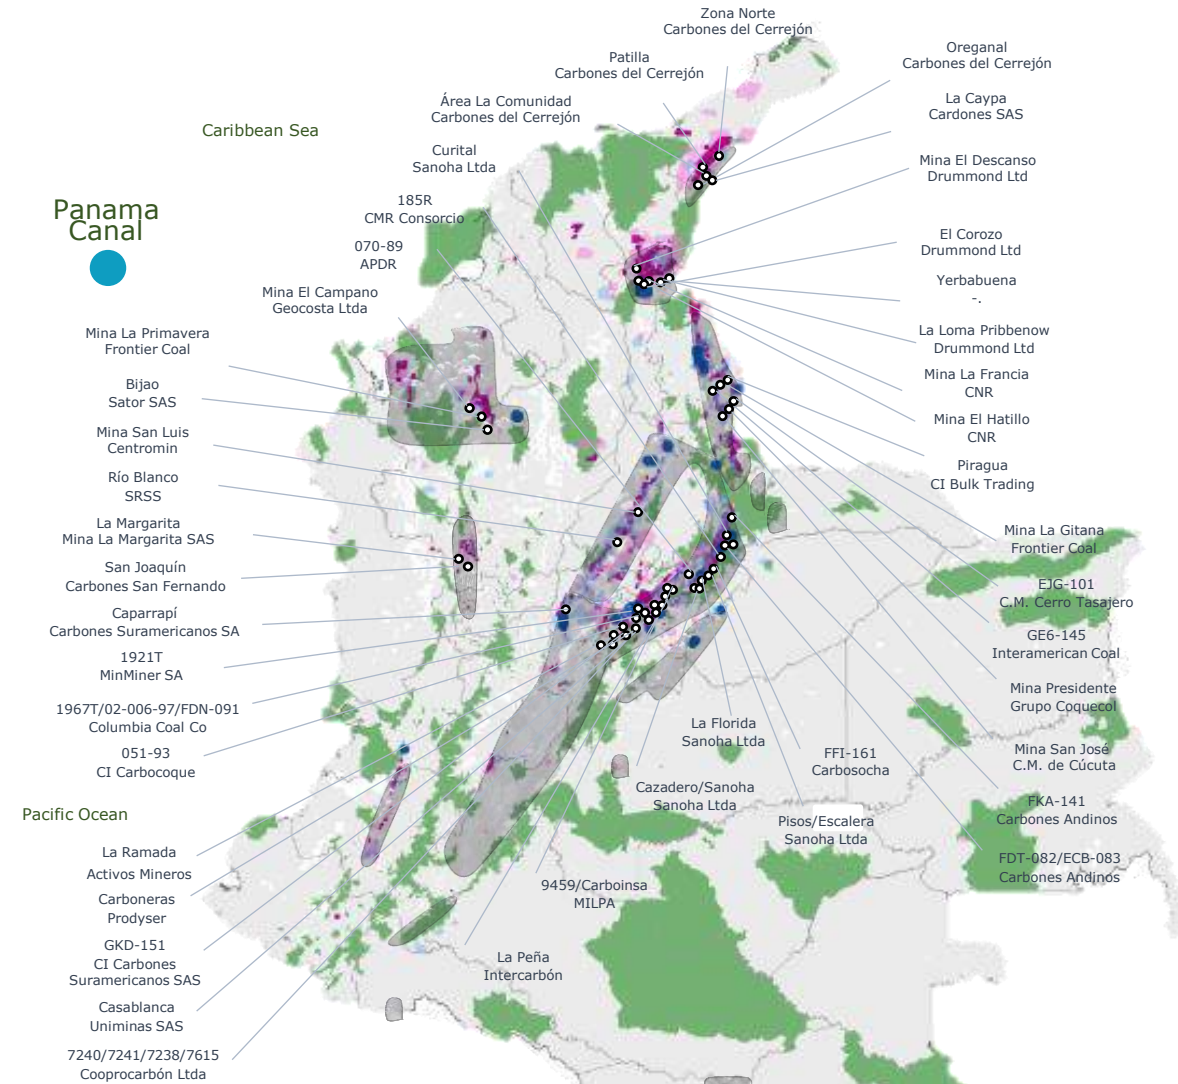 Zona Norte
Carbones del Cerrejón
Patilla
Carbones del Cerrejón
Oreganal
Carbones del Cerrejón
Área La Comunidad
Carbones del Cerrejón
La Caypa
Cardones SAS
Caribbean Sea
Curital
Sanoha Ltda
Mina El Descanso
Drummond Ltd
185R
CMR Consorcio
Panama
Canal
El Corozo
Drummond Ltd
070-89
APDR
Yerbabuena
-.
Mina El Campano
Geocosta Ltda
La Loma Pribbenow
Drummond Ltd
Mina La Primavera
Frontier Coal
Mina La Francia
CNR
Bijao
Sator SAS
Mina El Hatillo
CNR
Mina San Luis
Centromin
Piragua
CI Bulk Trading
Río Blanco
SRSS
La Margarita
Mina La Margarita SAS
Mina La Gitana
Frontier Coal
San Joaquín
Carbones San Fernando
EJG-101
C.M. Cerro Tasajero
Caparrapí
Carbones Suramericanos SA
GE6-145
Interamerican Coal
1921T
MinMiner SA
Mina Presidente
Grupo Coquecol
1967T/02-006-97/FDN-091
Columbia Coal Co
La Florida
Sanoha Ltda
051-93
CI Carbocoque
FFI-161
Carbosocha
Mina San José
C.M. de Cúcuta
Cazadero/Sanoha
Sanoha Ltda
FKA-141
Carbones Andinos
Pacific Ocean
Pisos/Escalera
Sanoha Ltda
La Ramada
Activos Mineros
FDT-082/ECB-083
Carbones Andinos
Carboneras
Prodyser
9459/Carboinsa
MILPA
GKD-151
CI Carbones
Suramericanos SAS
La Peña
Intercarbón
Casablanca
Uniminas SAS
7240/7241/7238/7615
Cooprocarbón Ltda